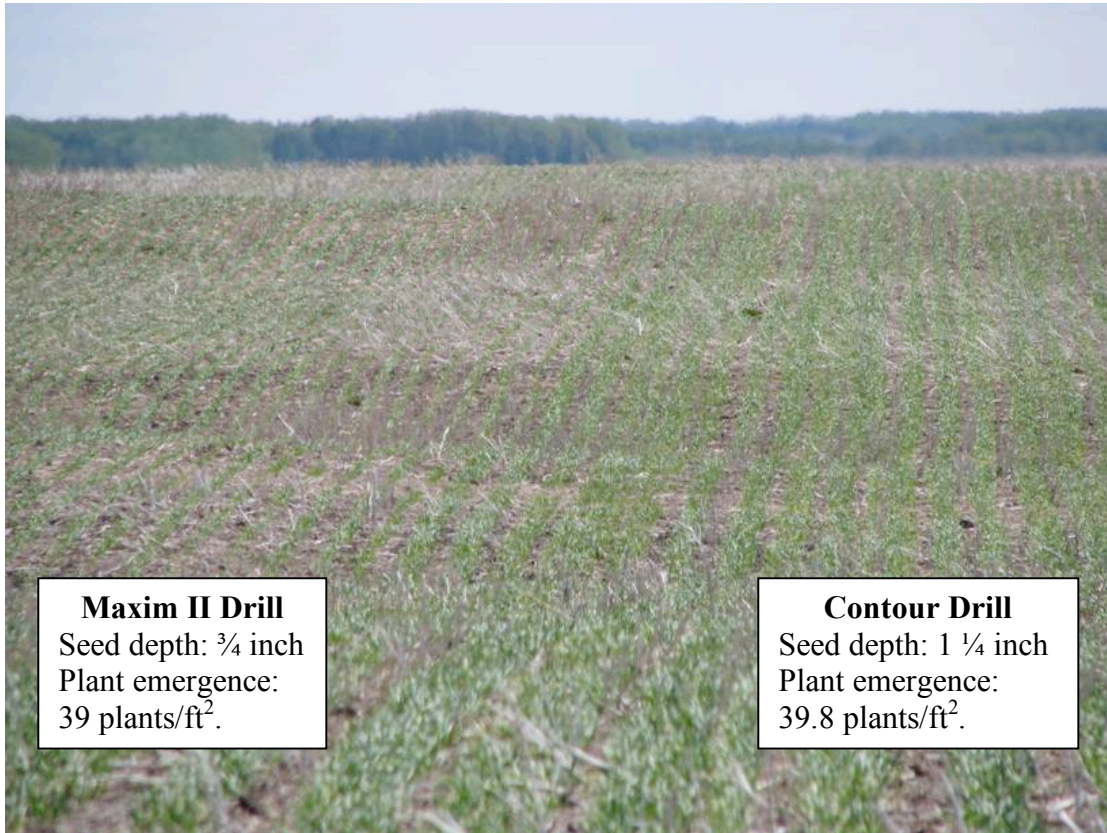 Maxim II Drill
Seed depth: ¾ inch
Plant emergence:
39 plants/ft².
Contour Drill
Seed depth: 1 ¼ inch
Plant emergence:
39.8 plants/ft².